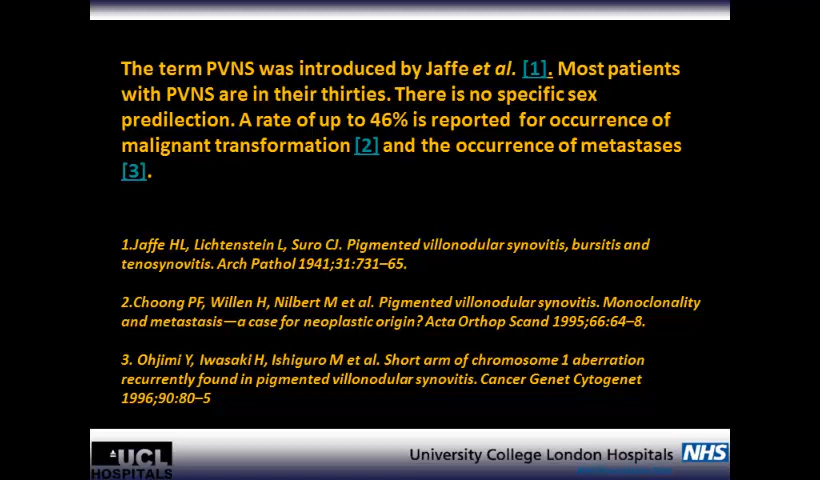 The term PVNS was introduced by Jaffe et al. [1]. Most patients
with PVNS are in their thirties. There is no specific sex
predilection. A rate of up to 46% is reported for occurrence of
malignant transformation [2] and the occurrence of metastases
[3].
1.Jaffe HL, Lichtenstein L, Suro CJ. Pigmented villonodular synovitis, bursitis and
tenosynovitis. Arch Pathol 1941;31:731–65.
2.Choong PF, Willen H, Nilbert M et al. Pigmented villonodular synovitis. Monoclonality
and metastasis—a case for neoplastic origin? Acta Orthop Scand 1995;66:64–8.
3. Ohjimi Y, Iwasaki H, Ishiguro M et al. Short arm of chromosome 1 aberration
recurrently found in pigmented villonodular synovitis. Cancer Genet Cytogenet
1996;90:80–5
UCL
HOSPITALS
University College London Hospitals NHS